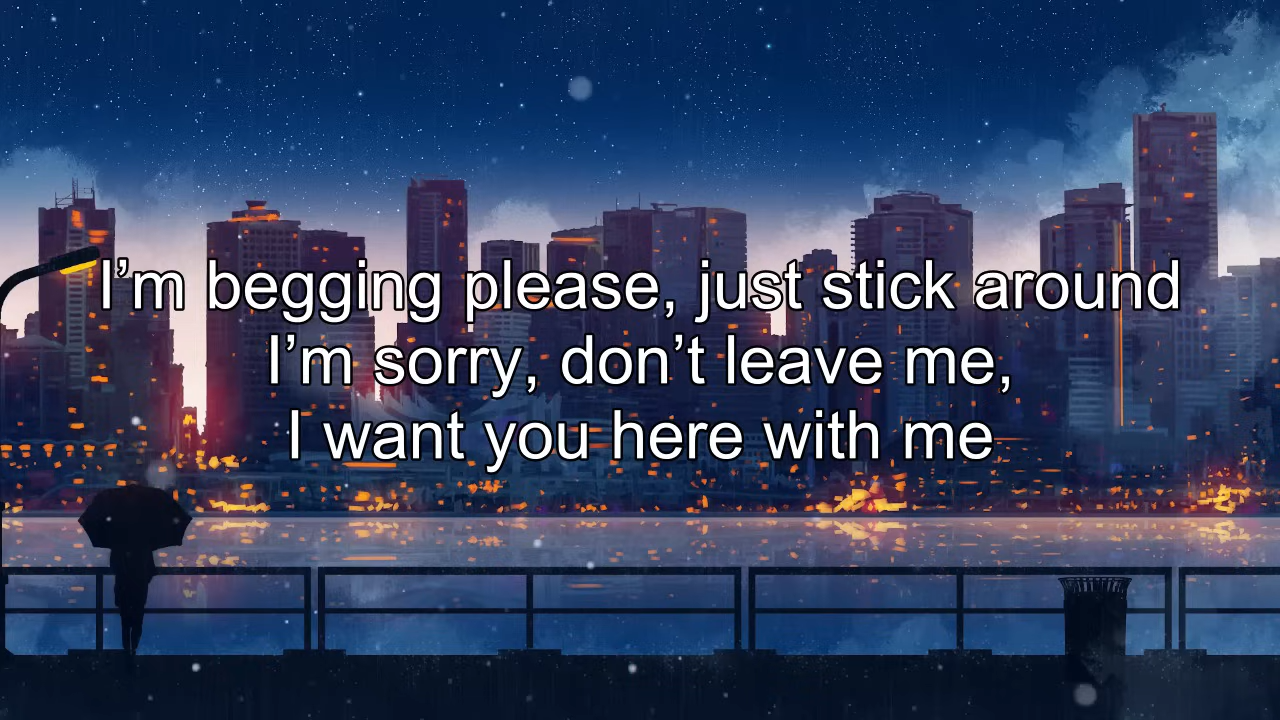 I’m begging please, just stick around
I’m sorry, don’t leave me,
I want you here with me